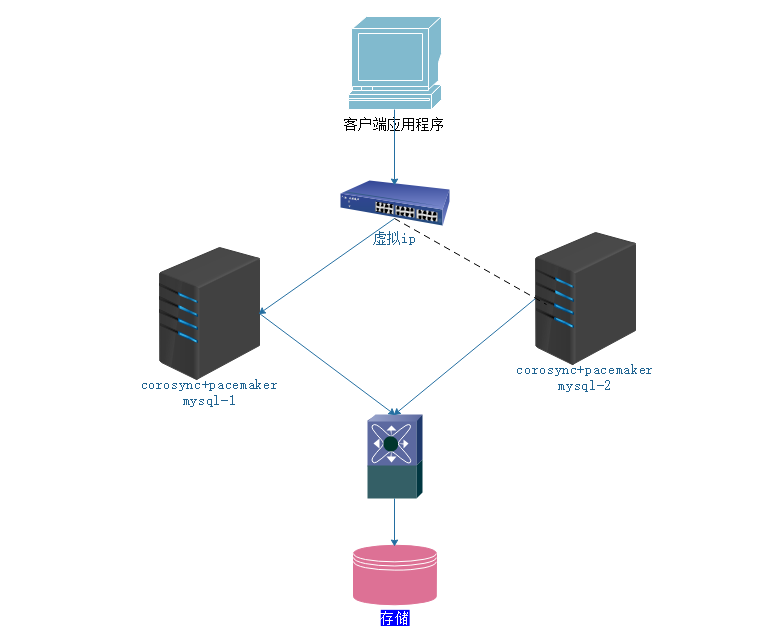 客户端应用程序
虚拟ip
corosync+pacemaker
mysql-1
corosync+pacemaker
mysql-2
存储